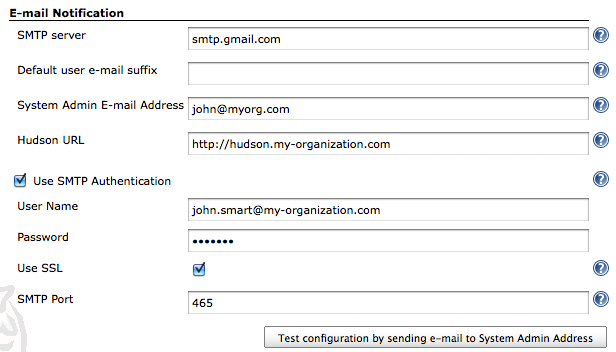 E-mail Notification
SMTP server smtp.gmail.com
Default user e-mail suffix
System Admin E-mail Address john@myorg.com
Hudson URL http://hudson.my-organization.com
Use SMTP Authentication
User Name john.smart@my-organization.com
Password •••••••
Use SSL
SMTP Port 465
Test configuration by sending e-mail to System Admin Address